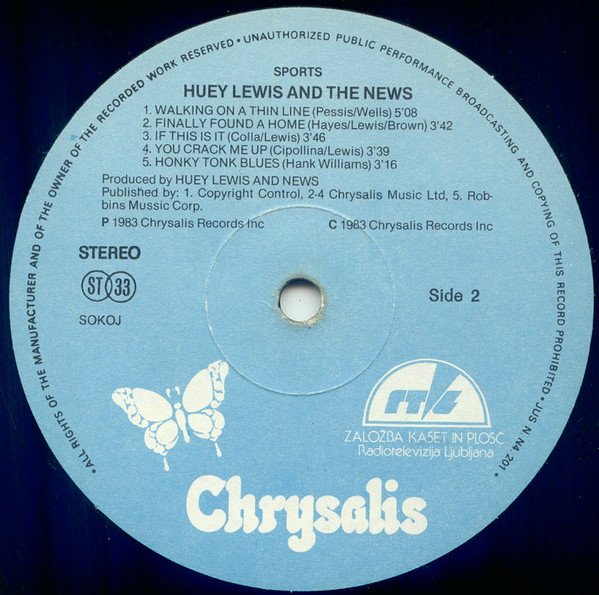 • ALL RIGHTS OF THE MANUFACTURER AND OF THE OWNER OF THE RECORDED WORK RESERVED • UNAUTHORIZED PUBLIC PERFORMANCE BROADCASTING AND COPYING OF THIS RECORD PROHIBITED • JUS N. N4. 201 •
SPORTS
HUEY LEWIS AND THE NEWS
1. WALKING ON A THIN LINE (Pessis/Wells) 5'08
2. FINALLY FOUND A HOME (Hayes/Lewis/Brown) 3'42
3. IF THIS IS IT (Colla/Lewis) 3'46
4. YOU CRACK ME UP (Cipollina/Lewis) 3'39
5. HONKY TONK BLUES (Hank Williams) 3'16
Produced by HUEY LEWIS AND NEWS
Published by: 1. Copyright Control, 2-4 Chrysalis Music Ltd, 5. Rob-
bins Mussic Corp.
P 1983 Chrysalis Records Inc C 1983 Chrysalis Records Inc
STEREO
ST 33
Side 2
SOKOJ
ZALOŽBA KASET IN PLOŠČ
Radiotelevizija Ljubljana
Chrysalis